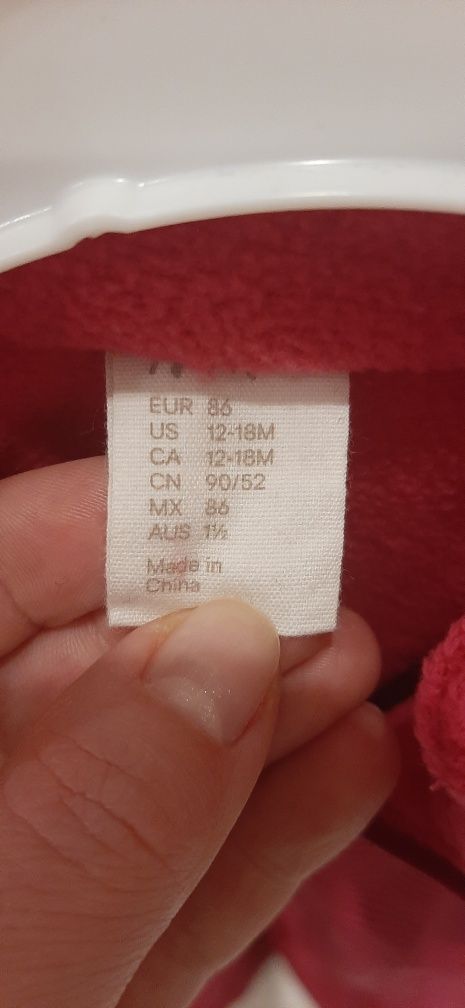 EUR 86
US 12-18M
CA 12-18M
CN 90/52
MX 86
AUS 1½
Made in
China